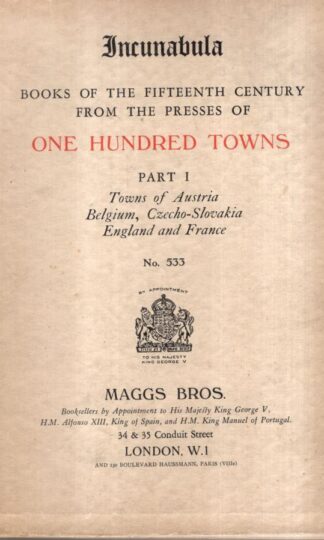 Incunabula
BOOKS OF THE FIFTEENTH CENTURY
FROM THE PRESSES OF
ONE HUNDRED TOWNS
PART I
Towns of Austria
Belgium, Czecho-Slovakia
England and France
No. 533
BY APPOINTMENT
TO HIS MAJESTY
KING GEORGE V
MAGGS BROS.
Booksellers by Appointment to His Majesty King George V,
H.M. Alfonso XIII, King of Spain, and H.M. King Manuel of Portugal.
34 & 35 Conduit Street
LONDON, W.1
AND 130 BOULEVARD HAUSSMANN, PARIS (VIIIe)